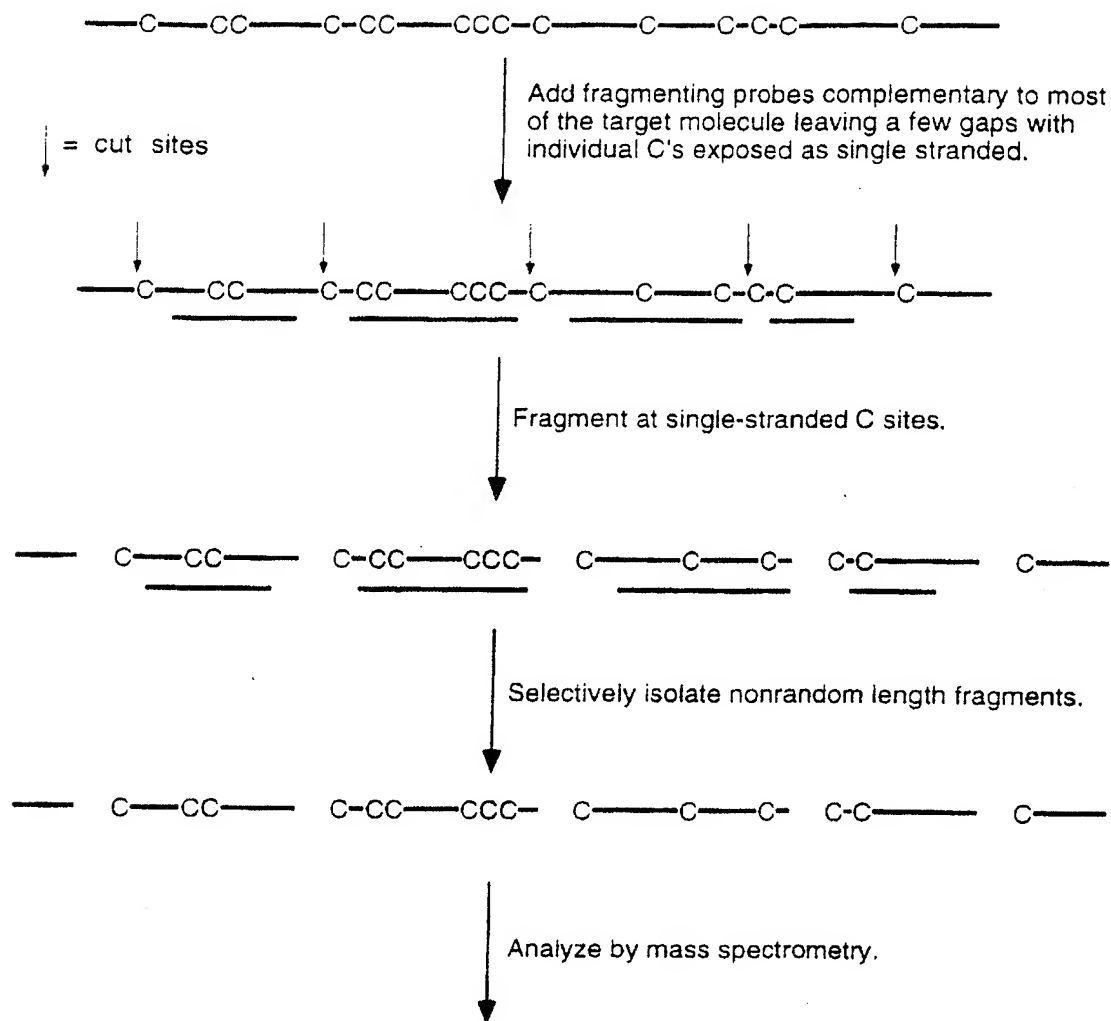 C CC C-CC CCC-C C C-C-C C
Add fragmenting probes complementary to most
of the target molecule leaving a few gaps with
individual C's exposed as single stranded.
= cut sites
C CC C-CC CCC-C C C-C-C C
Fragment at single-stranded C sites.
C CC C-CC CCC- C C C- C-C C
Selectively isolate nonrandom length fragments.
C CC C-CC CCC- C C C- C-C C
Analyze by mass spectrometry.